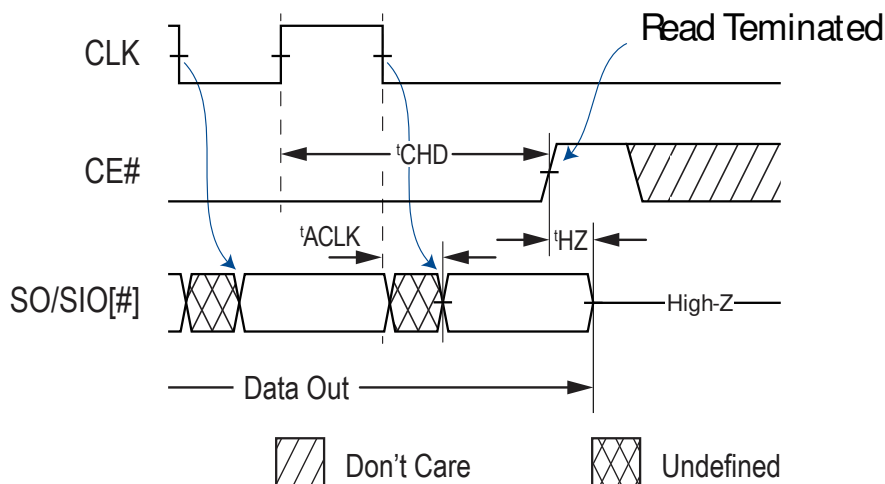 Read Teminated
CLK
tCHD
CE#
tACLK
tHZ
SO/SIO[#]
High-Z
Data Out
Don't Care
Undefined